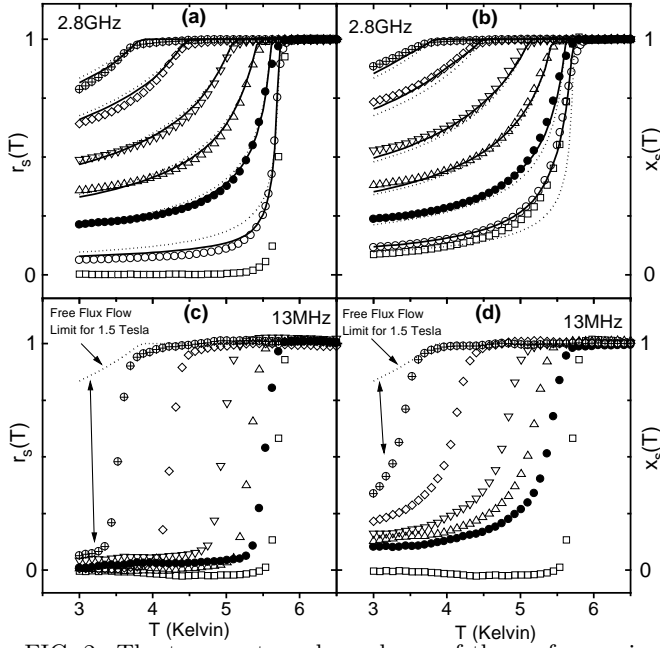 (a)
2.8GHz
1
r_s(T)
0
(b)
2.8GHz
1
x_s(T)
0
(c)
13MHz
Free Flux Flow
Limit for 1.5 Tesla
1
r_s(T)
0
3 4 5 6
T (Kelvin)
(d)
13MHz
Free Flux Flow
Limit for 1.5 Tesla
1
x_s(T)
0
3 4 5 6
T (Kelvin)